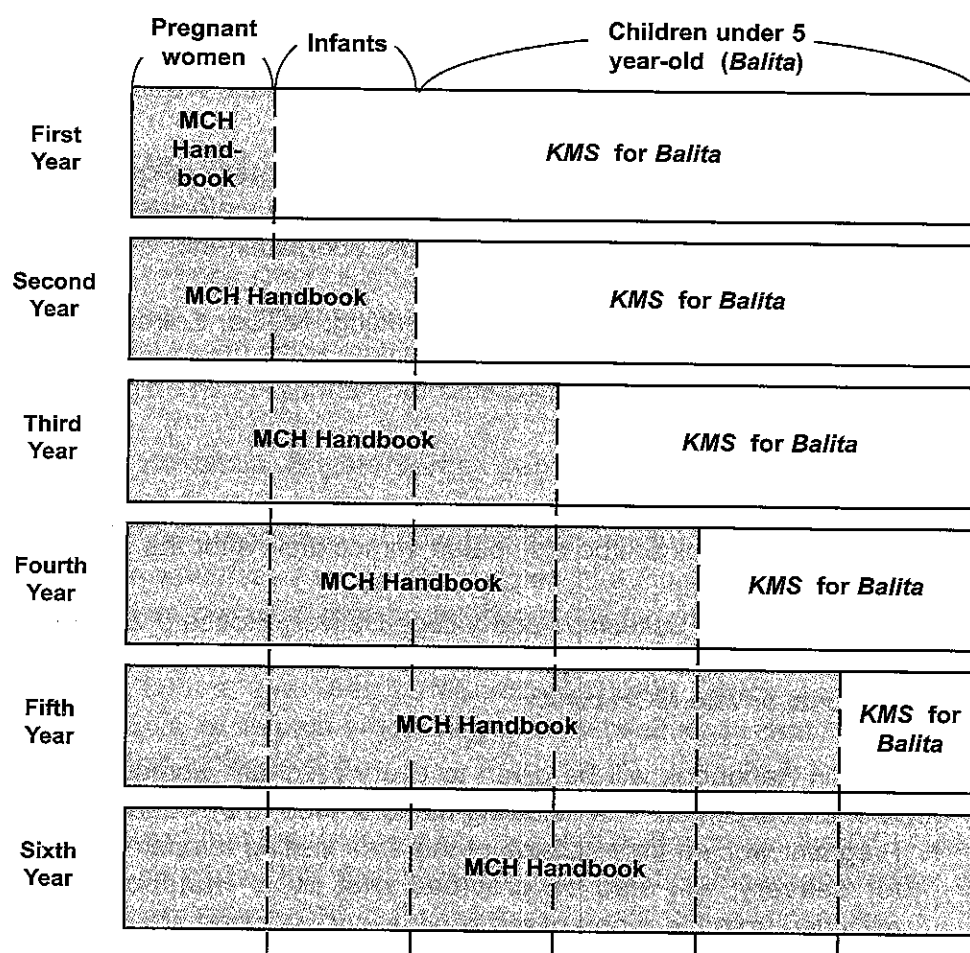 Pregnant
women
Infants
Children under 5
year-old (Balita)
First
Year
MCH
Hand-
book
KMS for Balita
Second
Year
MCH Handbook
KMS for Balita
Third
Year
MCH Handbook
KMS for Balita
Fourth
Year
MCH Handbook
KMS for Balita
Fifth
Year
MCH Handbook
KMS for
Balita
Sixth
Year
MCH Handbook